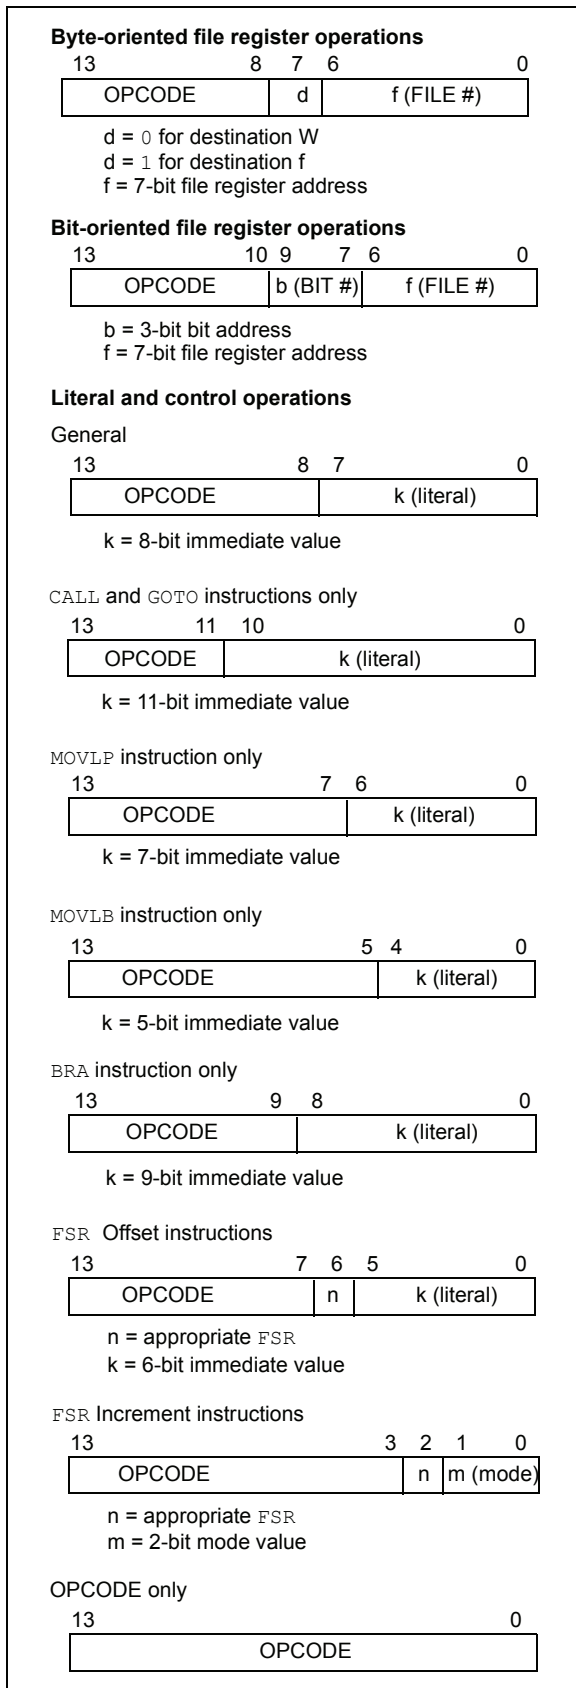 Byte-oriented file register operations
13 8 7 6 0
OPCODE d f (FILE #)
d = 0 for destination W
d = 1 for destination f
f = 7-bit file register address
Bit-oriented file register operations
13 10 9 7 6 0
OPCODE b (BIT #) f (FILE #)
b = 3-bit bit address
f = 7-bit file register address
Literal and control operations
General
13 8 7 0
OPCODE k (literal)
k = 8-bit immediate value
CALL and GOTO instructions only
13 11 10 0
OPCODE k (literal)
k = 11-bit immediate value
MOVLP instruction only
13 7 6 0
OPCODE k (literal)
k = 7-bit immediate value
MOVLB instruction only
13 5 4 0
OPCODE k (literal)
k = 5-bit immediate value
BRA instruction only
13 9 8 0
OPCODE k (literal)
k = 9-bit immediate value
FSR Offset instructions
13 7 6 5 0
OPCODE n k (literal)
n = appropriate FSR
k = 6-bit immediate value
FSR Increment instructions
13 3 2 1 0
OPCODE n m (mode)
n = appropriate FSR
m = 2-bit mode value
OPCODE only
13 0
OPCODE